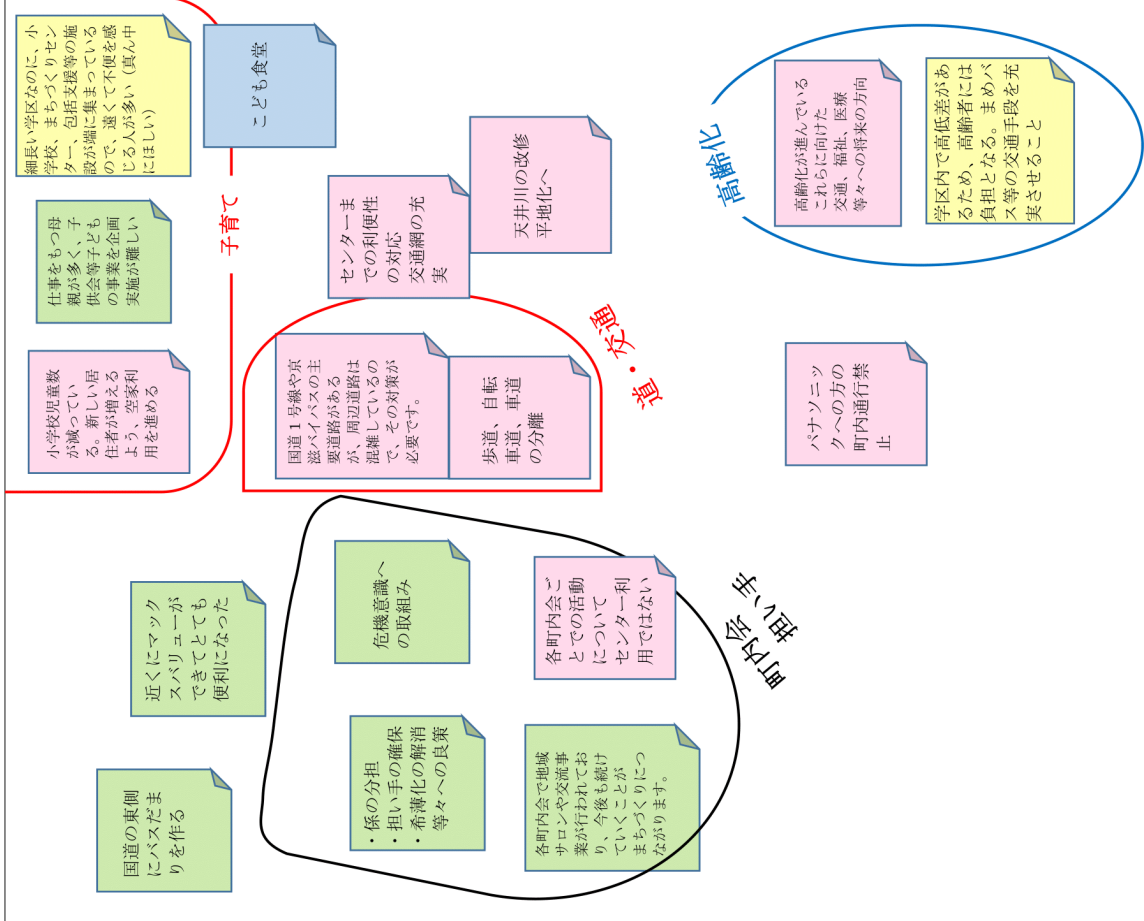 国道の東側
にバスだま
りを作る
近くにマック
スバリューが
できてとても
便利になった
小学校児童数
が減ってい
る。新しい居
住者が増える
よう、空家利
用を進める
仕事をもつ母
親が多く、子
供会等子ども
の事業を企画
実施が難しい
細長い学区なのに、小
学校、まちづくりセン
ター、包括支援等の施
設が端に集まっている
ので、遠くて不便を感
じる人が多い（真ん中
にほしい）
こども食堂
子育て
・係の分担
・担い手の確保
・希薄化の解消
等々への良策
危機意識へ
の取組み
各町内会で地域
サロンや交流事
業が行われてお
り、今後も続け
ていくことが
まちづくりにつ
ながります。
各町内会ご
とでの活動
について
センター利
用ではない
町内会
担い手
国道１号線や京
滋バイパスの主
要道路がある
が、周辺道路は
混雑しているの
で、その対策が
必要です。
歩道、自転
車道、車道
の分離
道・交通
センターま
での利便性
の対応
交通網の充
実
天井川の改修
平地化へ
パナソニッ
クへの方の
町内通行禁
止
高齢化
高齢化が進んでいる
これらに向けた
交通、福祉、医療
等々への将来の方向
学区内で高低差があ
るため、高齢者には
負担となる。まめバ
ス等の交通手段を充
実させること